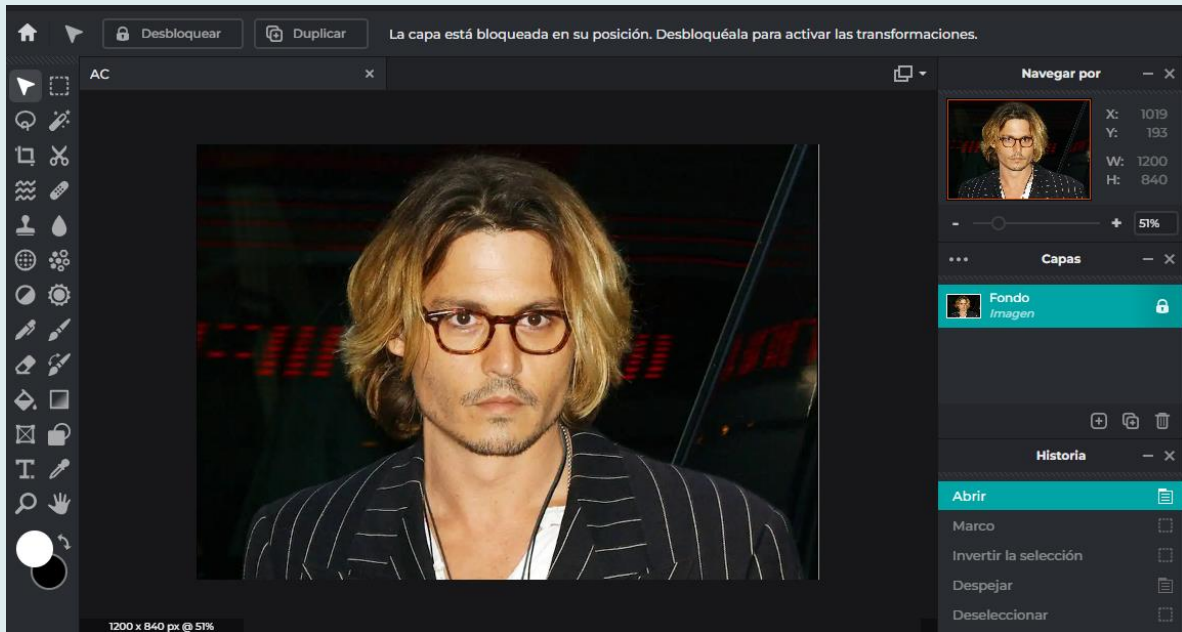 Desbloquear
Duplicar
La capa está bloqueada en su posición. Desbloquéala para activar las transformaciones.
AC
Navegar por
X: 1019
Y: 193
W: 1200
H: 840
51%
Capas
Fondo
Imagen
Historia
Abrir
Marco
Invertir la selección
Despejar
Deseleccionar
1200 x 840 px @ 51%